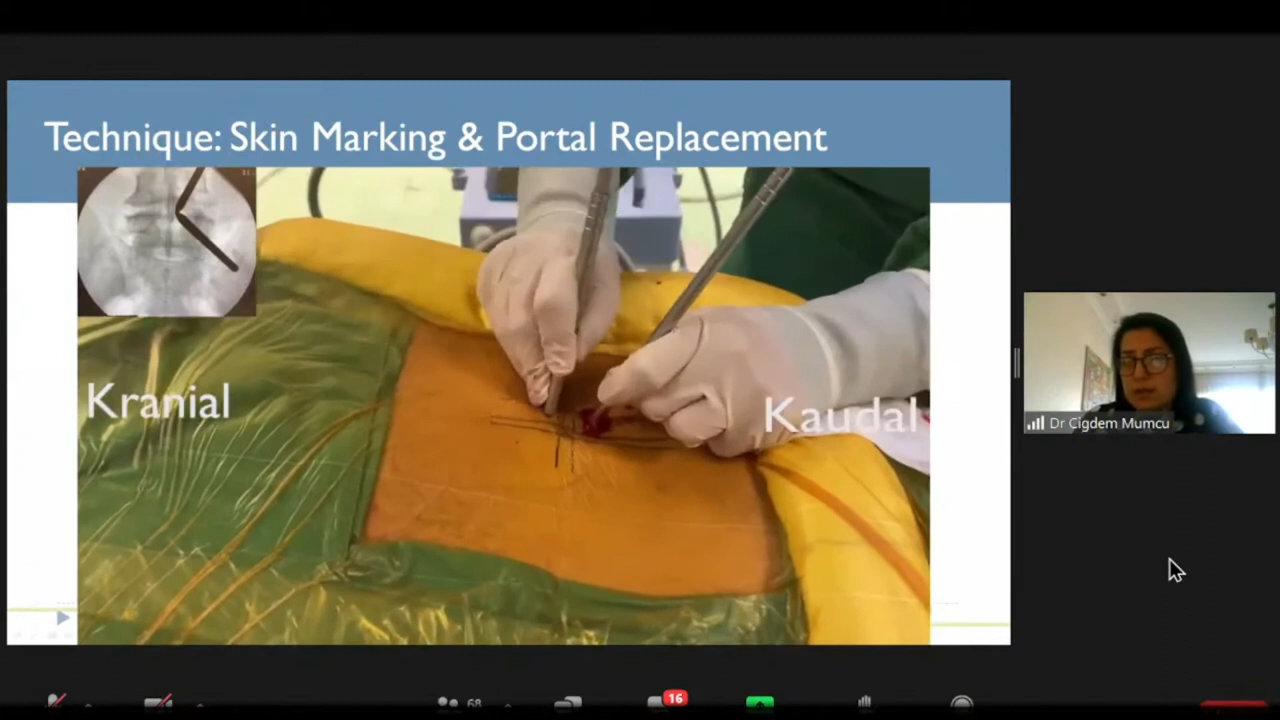 Technique: Skin Marking & Portal Replacement
Kranial
Kaudal
Dr Cigdem Mumcu
68
16